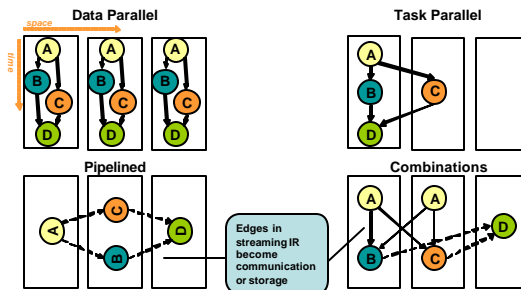 Data Parallel
Task Parallel
space
time
A
B
C
D
A
B
C
D
A
B
C
D
A
B
C
D
Pipelined
Combinations
A
C
B
D
Edges in
streaming IR
become
communication
or storage
A
A
B
C
D